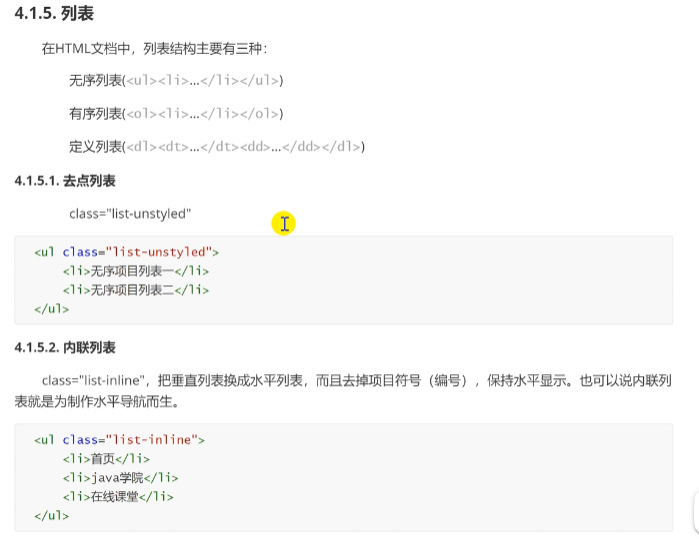 4.1.5. 列表
在HTML文档中，列表结构主要有三种：
无序列表(<ul><li>…</li></ul>)
有序列表(<ol><li>…</li></ol>)
定义列表(<dl><dt>…</dt><dd>…</dd></dl>)
4.1.5.1. 去点列表
class="list-unstyled"
<ul class="list-unstyled">
<li>无序项目列表一</li>
<li>无序项目列表二</li>
</ul>
4.1.5.2. 内联列表
class="list-inline"，把垂直列表换成水平列表，而且去掉项目符号（编号），保持水平显示。也可以说内联列
表就是为制作水平导航而生。
<ul class="list-inline">
<li>首页</li>
<li>java学院</li>
<li>在线课堂</li>
</ul>